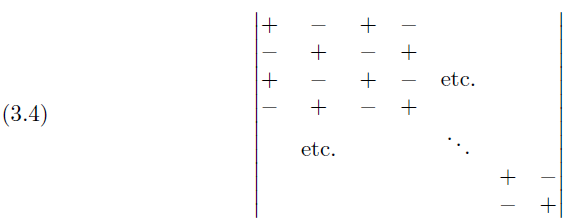 + − + −
− + − +
+ − + − etc.
− + − +
(3.4)
etc. ⋱
+ −
− +